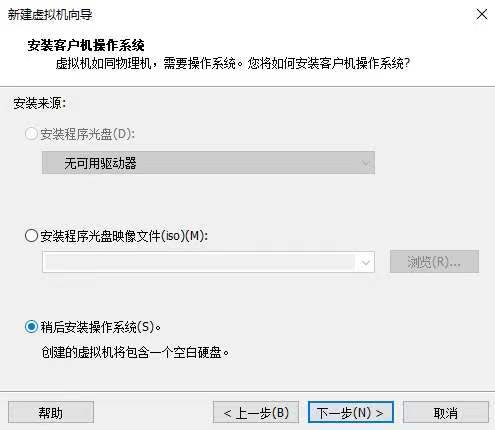 新建虚拟机向导
安装客户机操作系统
虚拟机如同物理机，需要操作系统。您将如何安装客户机操作系统?
安装来源:
安装程序光盘(D):
无可用驱动器
安装程序光盘映像文件(iso)(M):
浏览(R)...
稍后安装操作系统(S)。
创建的虚拟机将包含一个空白硬盘。
帮助
< 上一步(B)
下一步(N) >
取消